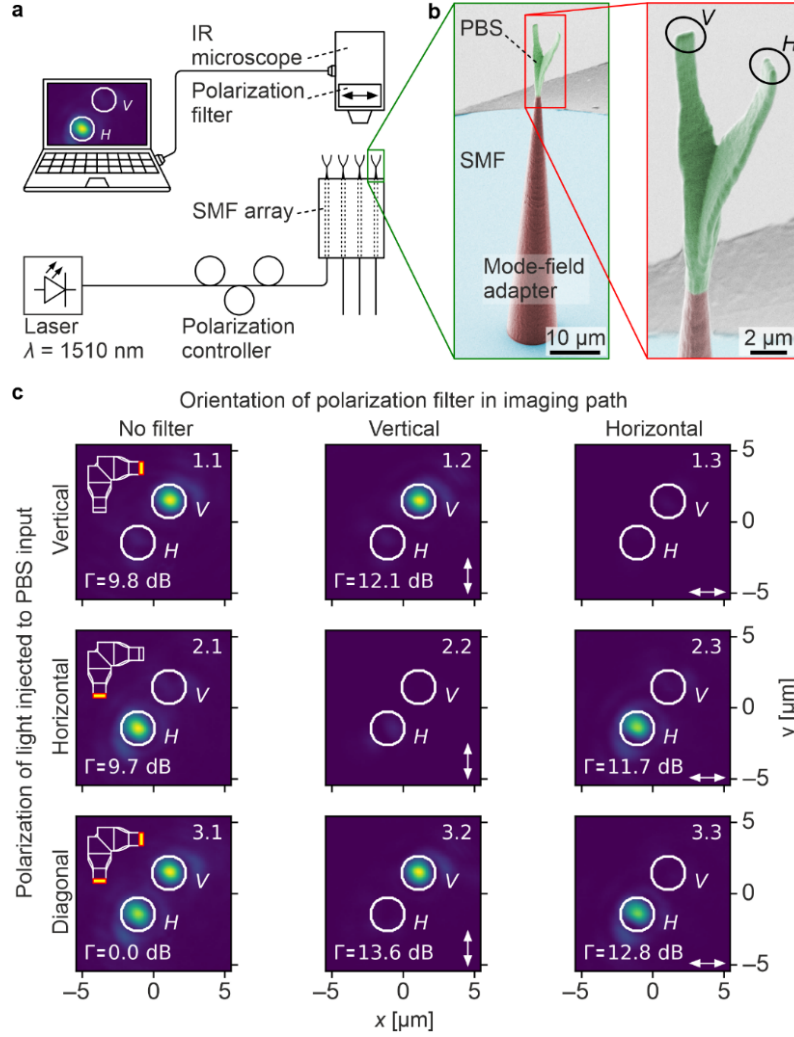 a
IR
microscope
Polarization
filter
V
H
SMF array
Laser
λ = 1510 nm
Polarization
controller
b
PBS
SMF
Mode-field
adapter
10 µm
V
H
2 µm
c
Orientation of polarization filter in imaging path
No filter
Vertical
Horizontal
Polarization of light injected to PBS input
Vertical
1.1
V
H
Γ=9.8 dB
1.2
V
H
Γ=12.1 dB
1.3
V
H
5
0
−5
Horizontal
2.1
V
H
Γ=9.7 dB
2.2
V
H
2.3
V
H
Γ=11.7 dB
5
0
−5
y [µm]
Diagonal
3.1
V
H
Γ=0.0 dB
3.2
V
H
Γ=13.6 dB
3.3
V
H
Γ=12.8 dB
5
0
−5
−5
0
5
−5
0
5
−5
0
5
x [µm]